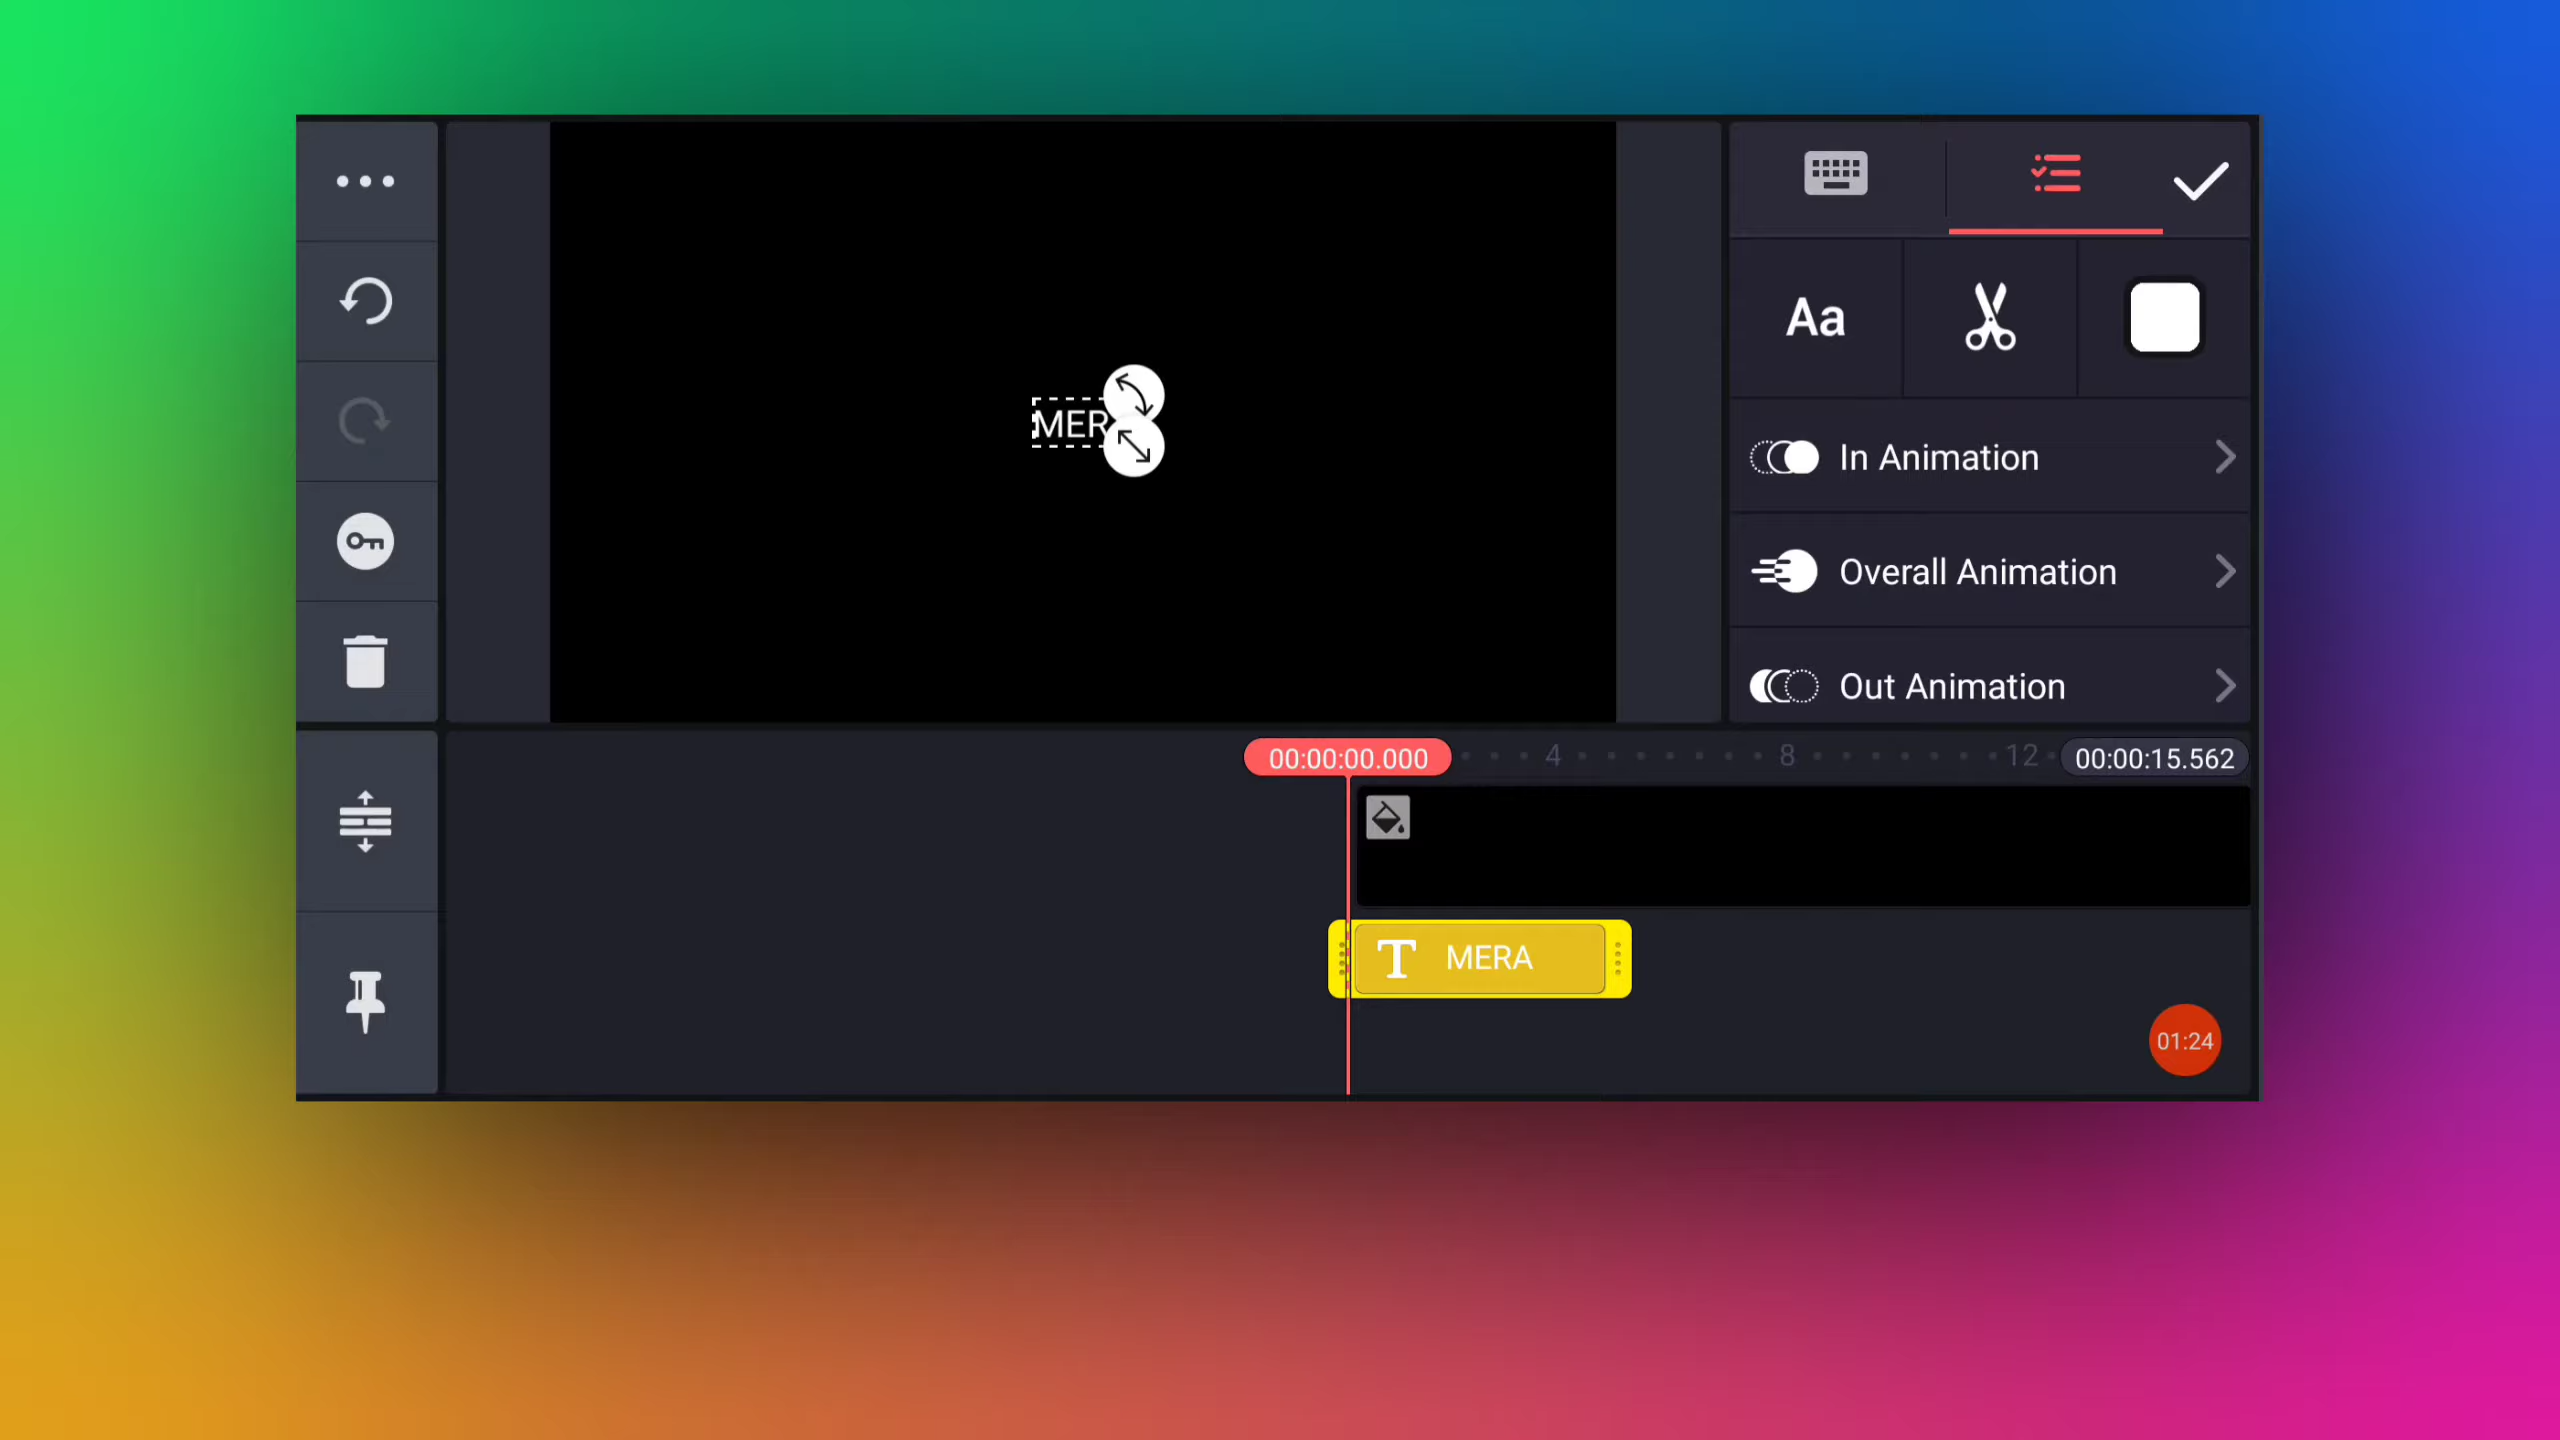 Aa
MER
In Animation
Overall Animation
Out Animation
00:00:00.000
4
8
12
00:00:15.562
T MERA
01:24